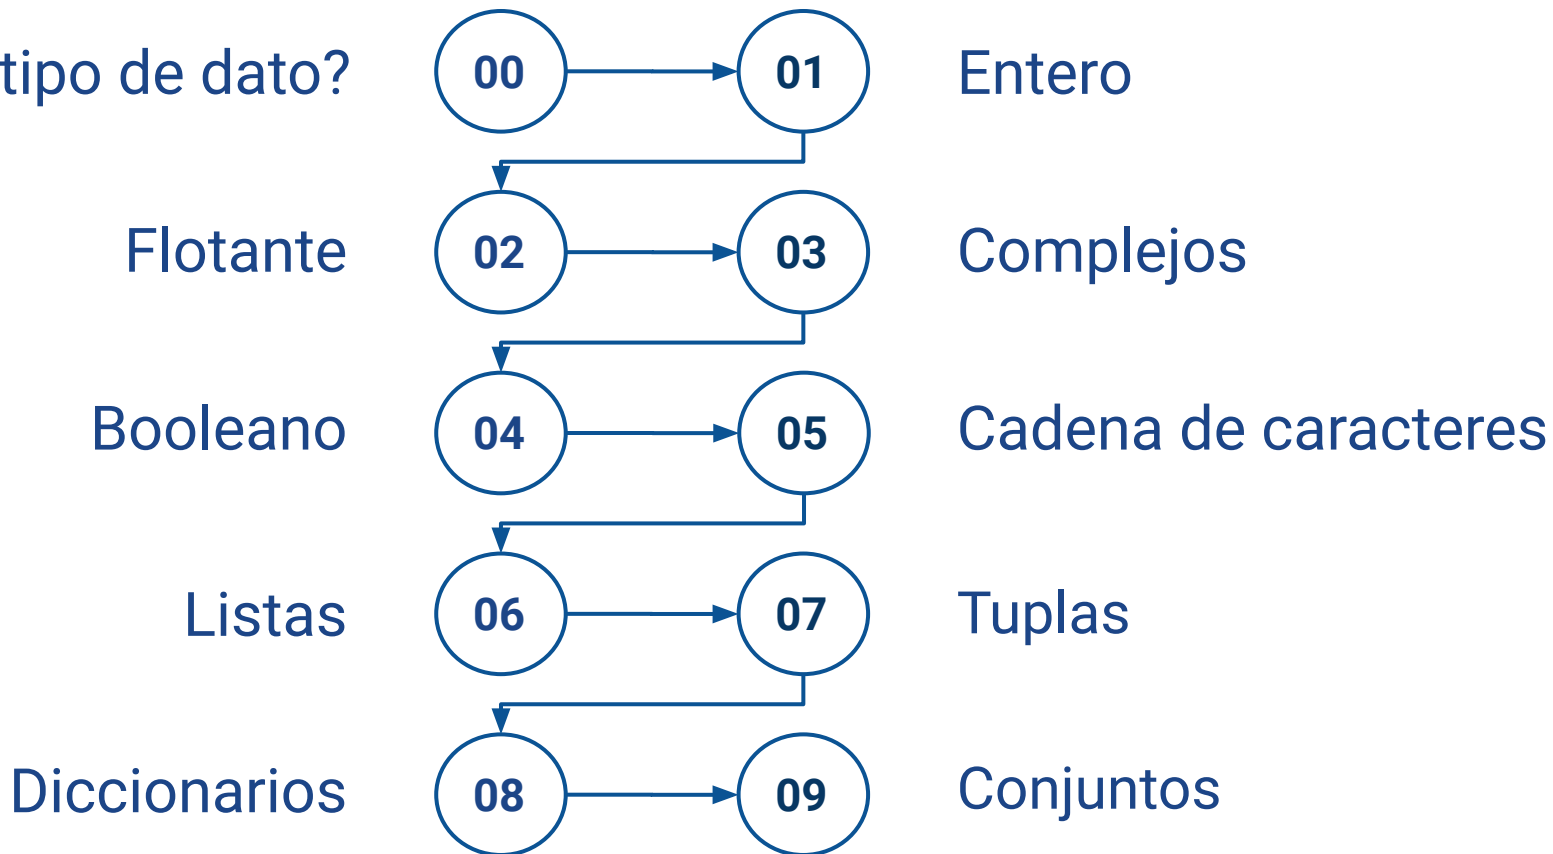 tipo de dato? 00 01 Entero
Flotante 02 03 Complejos
Booleano 04 05 Cadena de caracteres
Listas 06 07 Tuplas
Diccionarios 08 09 Conjuntos